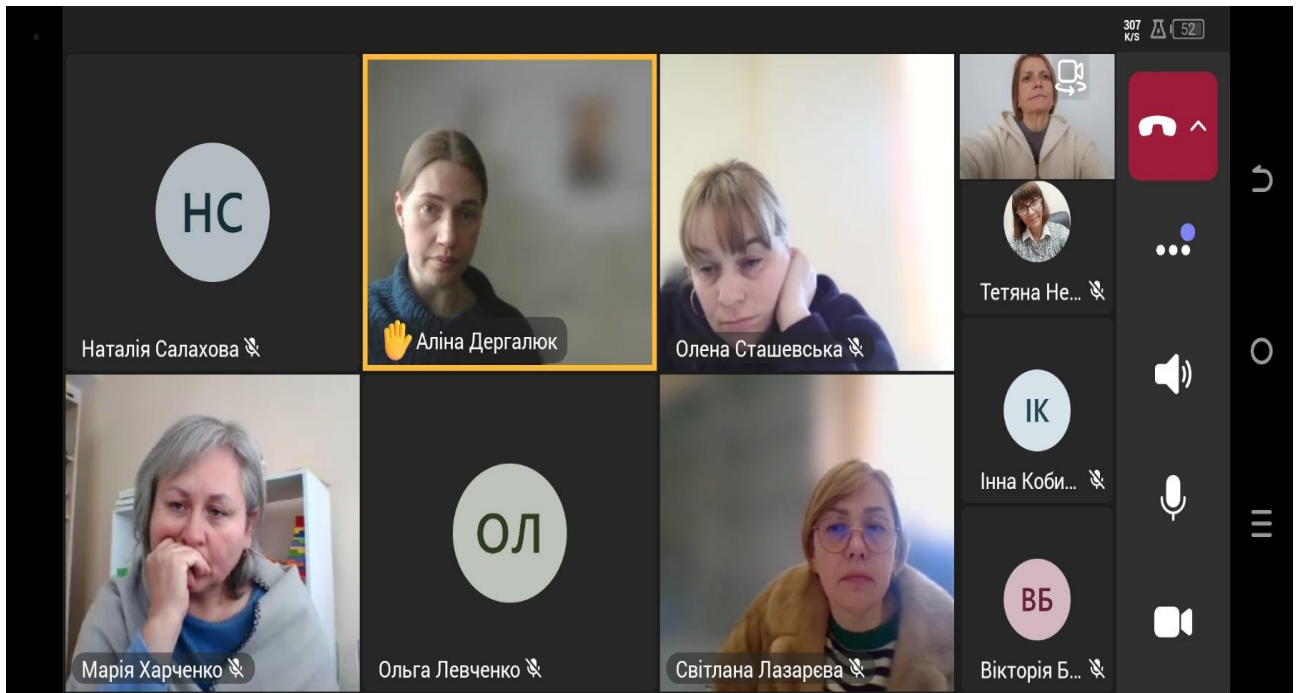 307
K/S
52
НС
Наталія Салахова
Аліна Дергалюк
Олена Сташевська
Тетяна Не...
ІК
Інна Коби...
Марія Харченко
ОЛ
Ольга Левченко
Світлана Лазарєва
ВБ
Вікторія Б...